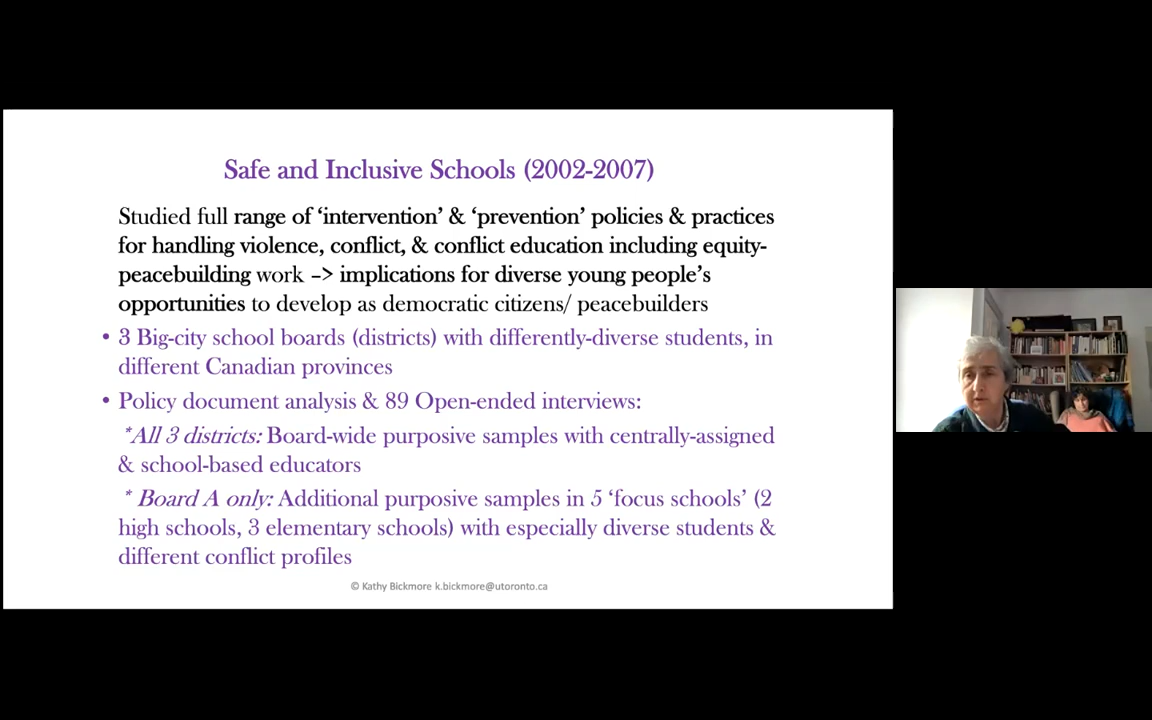 Safe and Inclusive Schools (2002-2007)
Studied full range of ‘intervention’ & ‘prevention’ policies & practices
for handling violence, conflict, & conflict education including equity-
peacebuilding work –> implications for diverse young people’s
opportunities to develop as democratic citizens/ peacebuilders
• 3 Big-city school boards (districts) with differently-diverse students, in
different Canadian provinces
• Policy document analysis & 89 Open-ended interviews:
*All 3 districts: Board-wide purposive samples with centrally-assigned
& school-based educators
* Board A only: Additional purposive samples in 5 ‘focus schools’ (2
high schools, 3 elementary schools) with especially diverse students &
different conflict profiles
© Kathy Bickmore k.bickmore@utoronto.ca